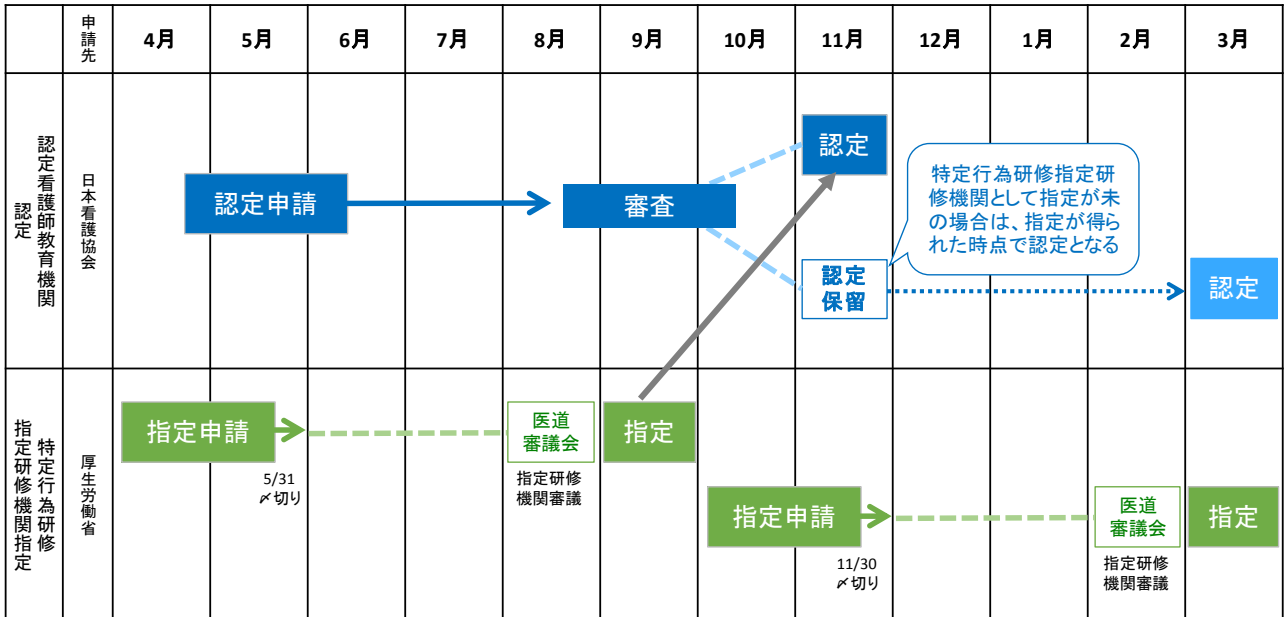 申請先
4月
5月
6月
7月
8月
9月
10月
11月
12月
1月
2月
3月
認定看護師教育機関
認定
日本看護協会
認定申請
審査
認定
認定
保留
特定行為研修指定研
修機関として指定が未
の場合は、指定が得ら
れた時点で認定となる
認定
特定行為研修
指定研修機関指定
厚生労働省
指定申請
5/31
〆切り
医道
審議会
指定研修
機関審議
指定
指定申請
11/30
〆切り
医道
審議会
指定研修
機関審議
指定